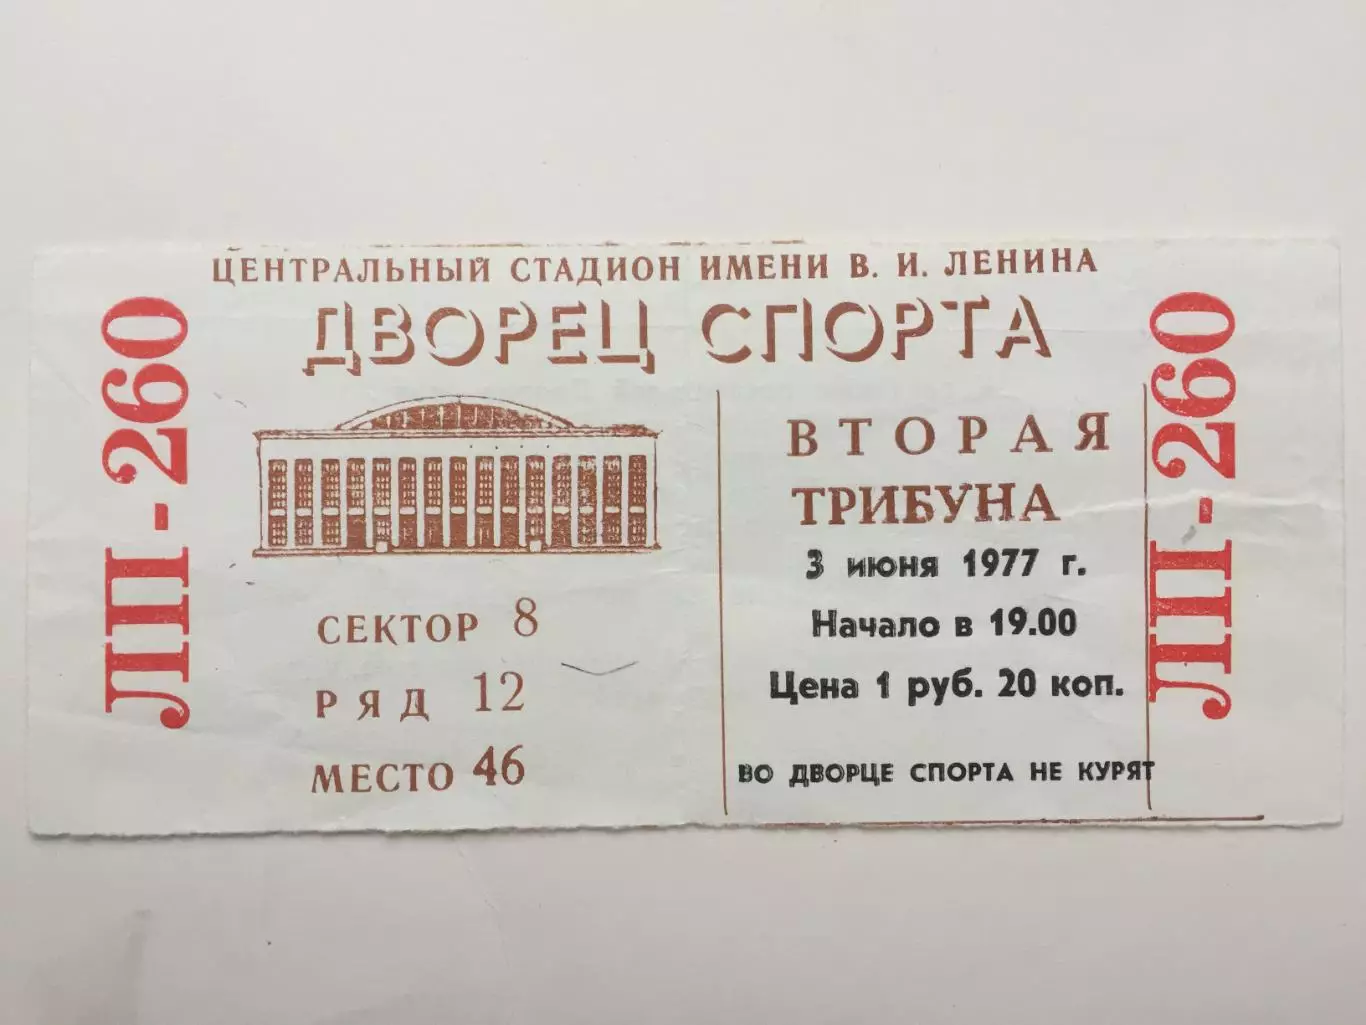 ЦЕНТРАЛЬНЫЙ СТАДИОН ИМЕНИ В. И. ЛЕНИНА
ДВОРЕЦ СПОРТА
ЛП-260
СЕКТОР 8
РЯД 12
МЕСТО 46
ВТОРАЯ
ТРИБУНА
3 июня 1977 г.
Начало в 19.00
Цена 1 руб. 20 коп.
ВО ДВОРЦЕ СПОРТА НЕ КУРЯТ
ЛП-260